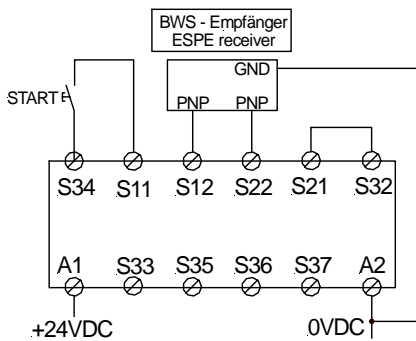 BWS - Empfänger
ESPE receiver
GND
START
PNP PNP
S34 S11 S12 S22 S21 S32
A1 S33 S35 S36 S37 A2
+24VDC 0VDC